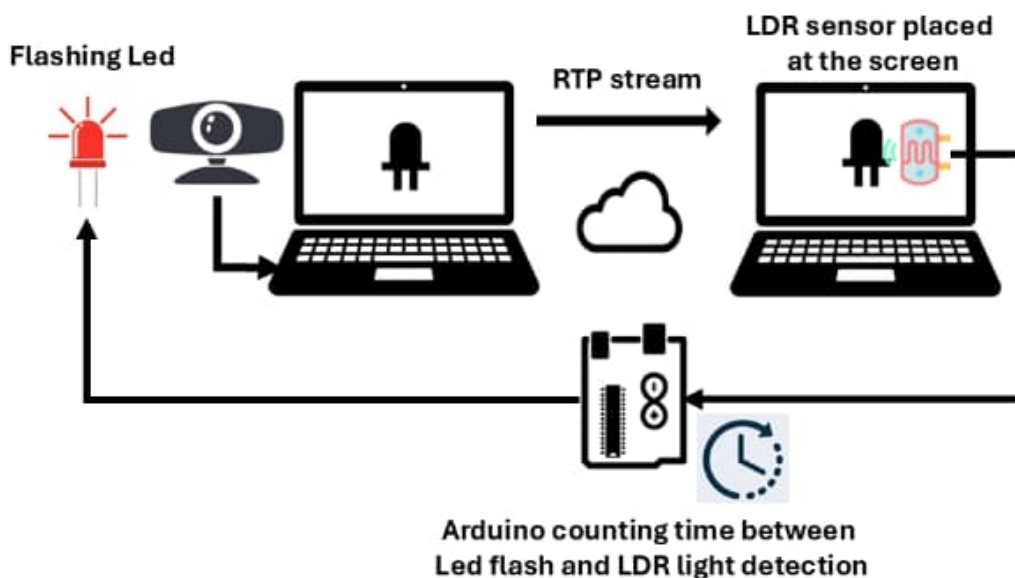 Flashing Led
RTP stream
LDR sensor placed
at the screen
Arduino counting time between
Led flash and LDR light detection